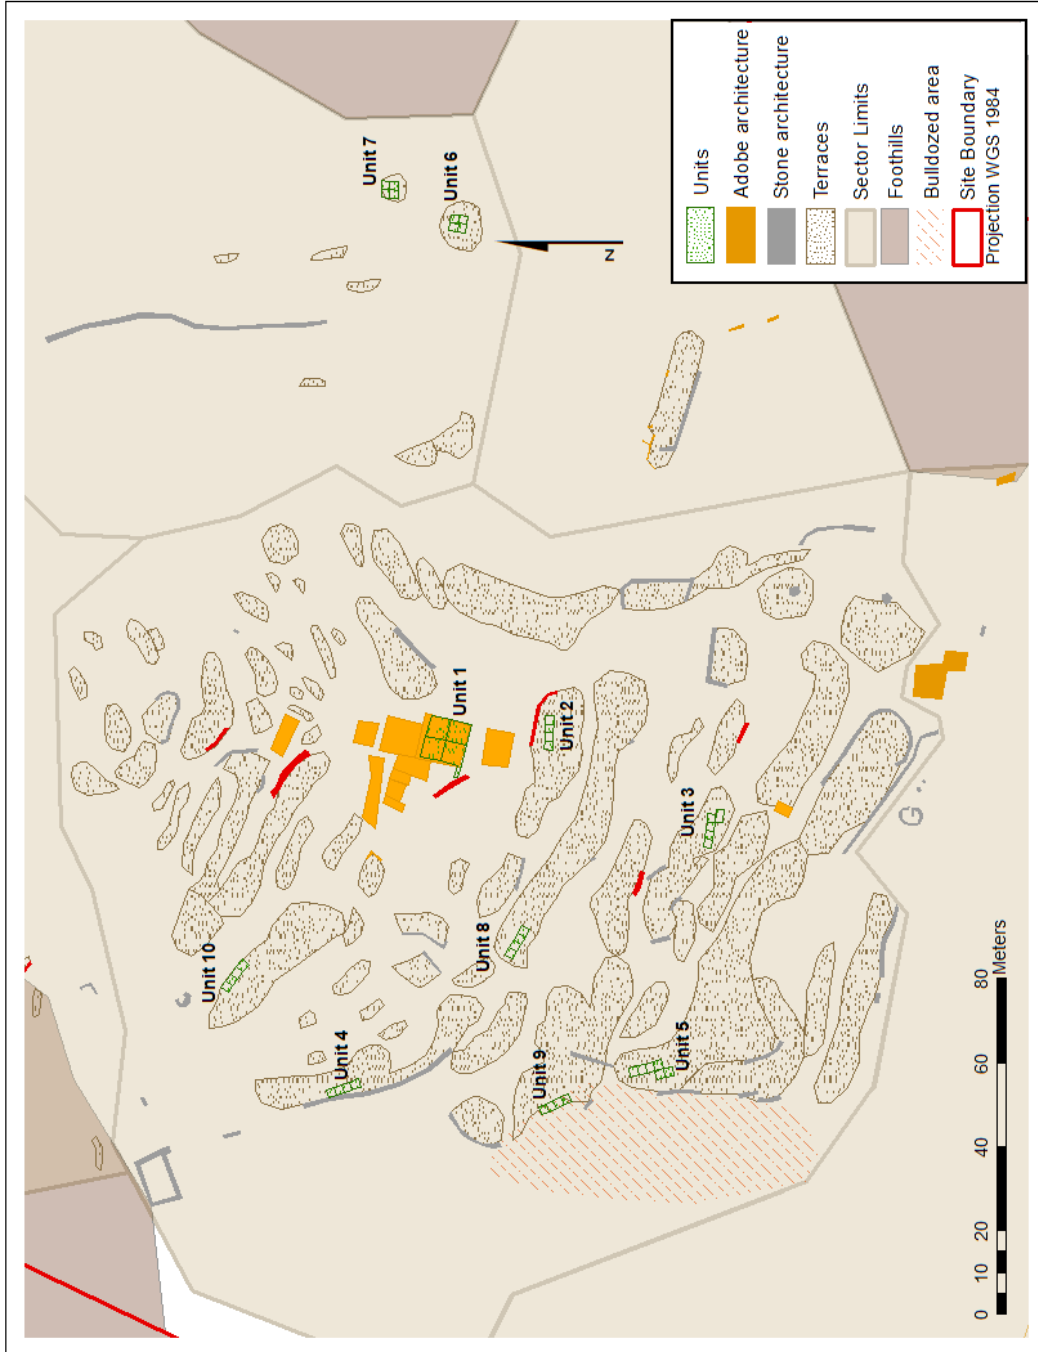 Unit 7
Unit 6
N
Unit 1
Unit 2
Unit 3
Unit 8
Unit 10
Unit 4
Unit 9
Unit 5
Units
Adobe architecture
Stone architecture
Terraces
Sector Limits
Foothills
Bulldozed area
Site Boundary
Projection WGS 1984
0 10 20 40 60 80
Meters